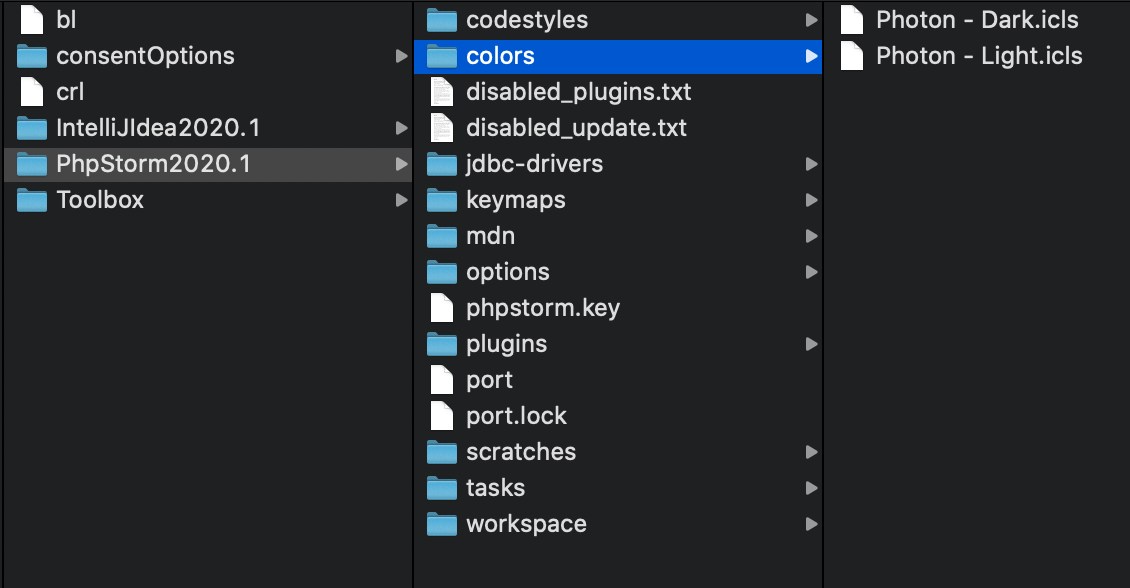 bl
consentOptions
crl
IntelliJIdea2020.1
PhpStorm2020.1
Toolbox
codestyles
colors
disabled_plugins.txt
disabled_update.txt
jdbc-drivers
keymaps
mdn
options
phpstorm.key
plugins
port
port.lock
scratches
tasks
workspace
Photon - Dark.icls
Photon - Light.icls